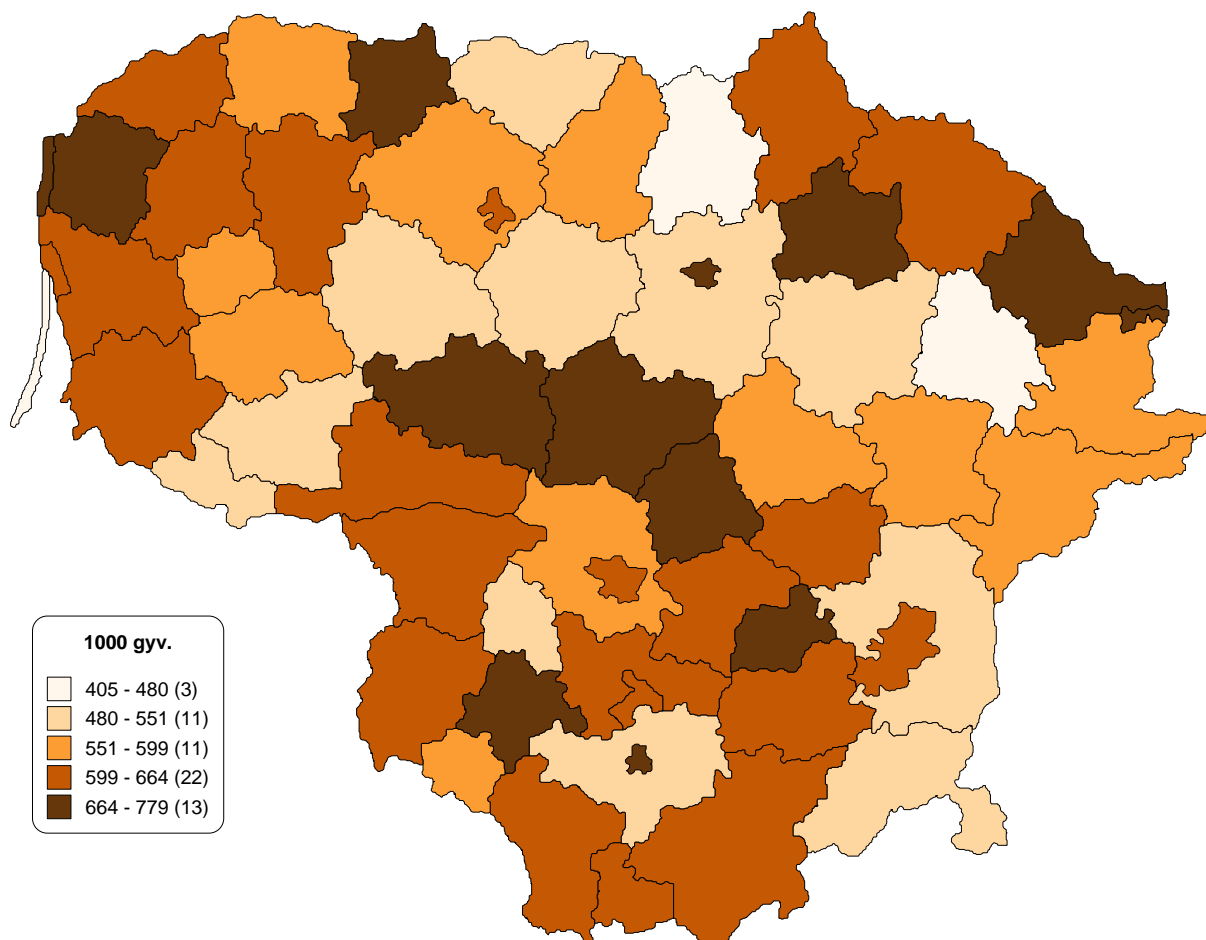 1000 gyv.
405 - 480 (3)
480 - 551 (11)
551 - 599 (11)
599 - 664 (22)
664 - 779 (13)